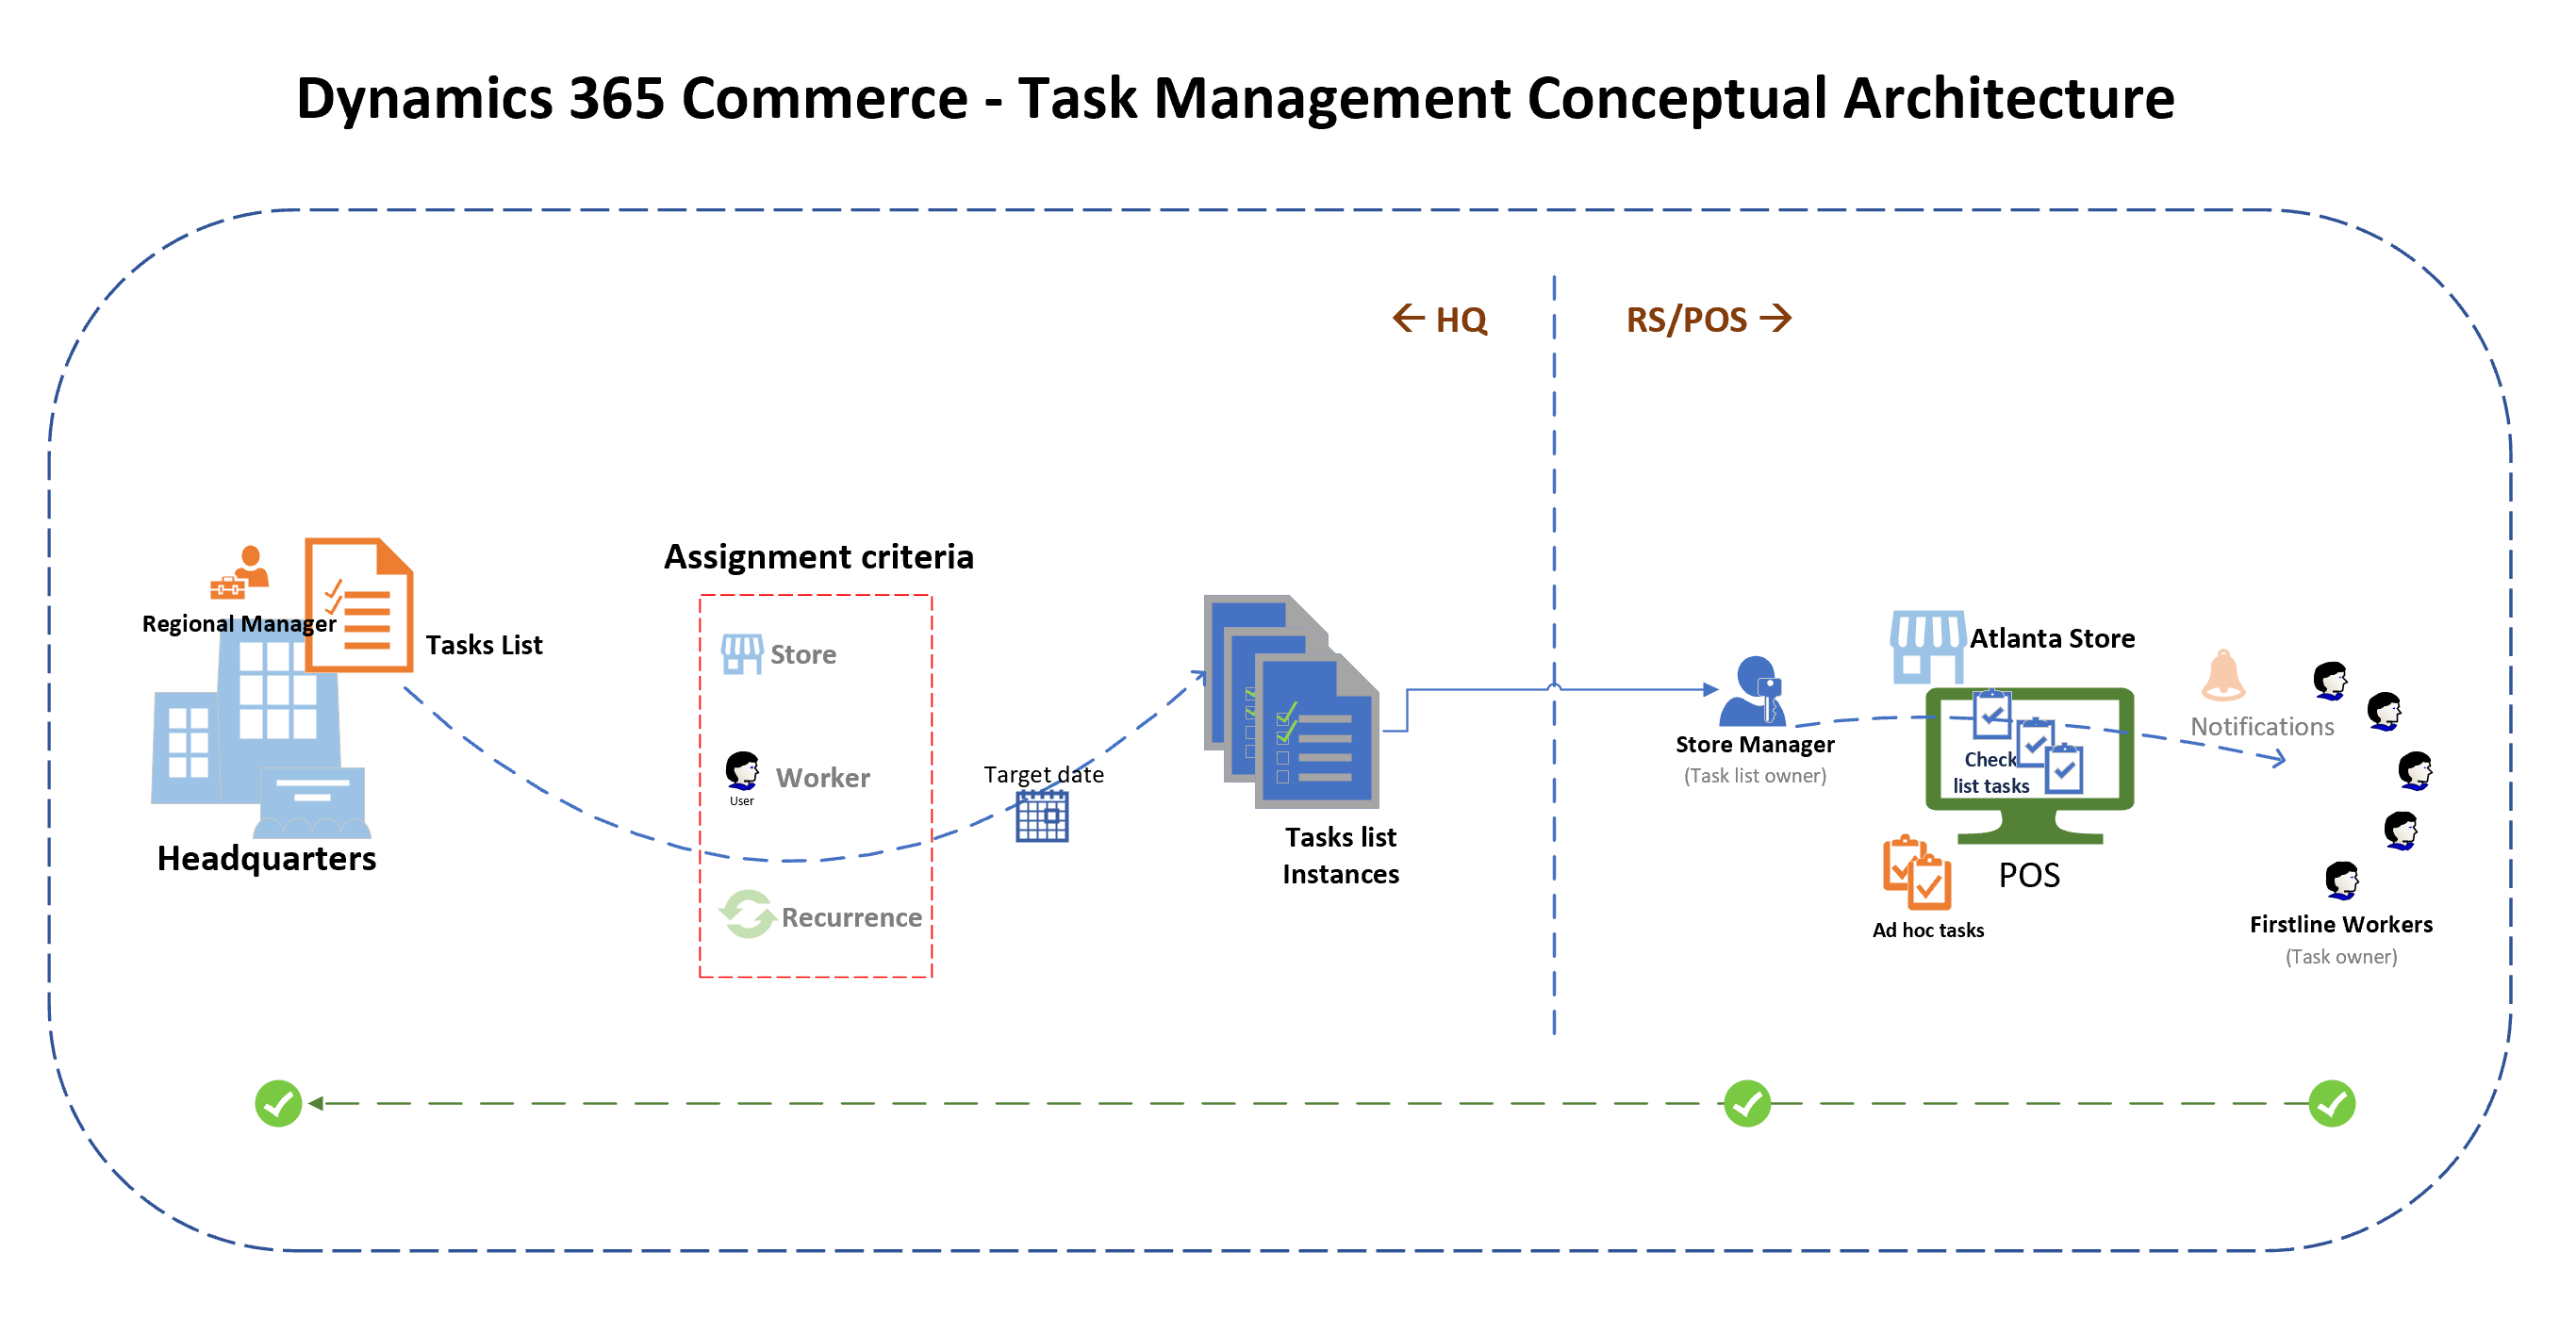 Dynamics 365 Commerce - Task Management Conceptual Architecture
← HQ
RS/POS →
Regional Manager
Tasks List
Headquarters
Assignment criteria
Store
Worker
User
Recurrence
Target date
Tasks list
Instances
Store Manager
(Task list owner)
Atlanta Store
Check
list tasks
POS
Ad hoc tasks
Notifications
Firstline Workers
(Task owner)